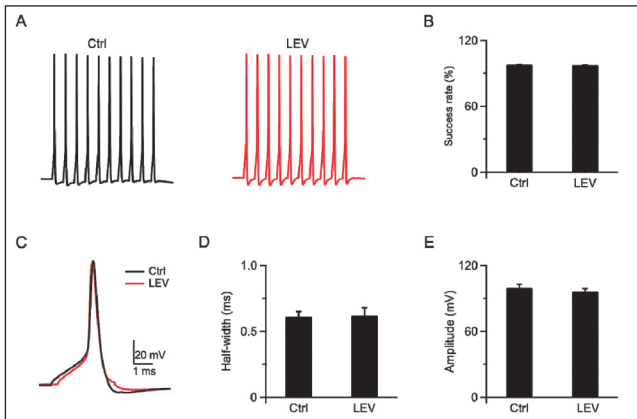 A
Ctrl
LEV
B
120
60
0
Success rate (%)
Ctrl
LEV
C
Ctrl
LEV
20 mV
1 ms
D
1.0
0.5
0
Half-width (ms)
Ctrl
LEV
E
120
60
0
Amplitude (mV)
Ctrl
LEV